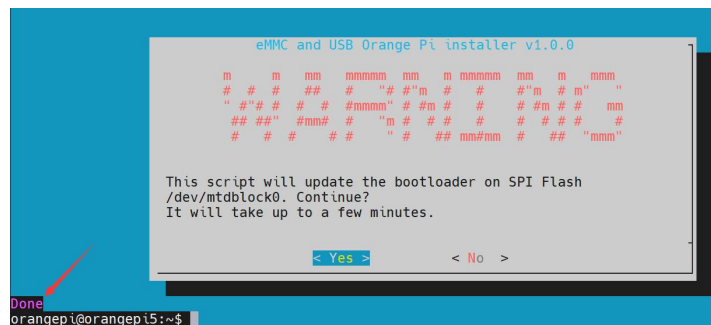 eMMC and USB Orange Pi installer v1.0.0
WARNING
This script will update the bootloader on SPI Flash
/dev/mtdblock0. Continue?
It will take up to a few minutes.
< Yes > < No >
Done
orangepi@orangepi5:~$